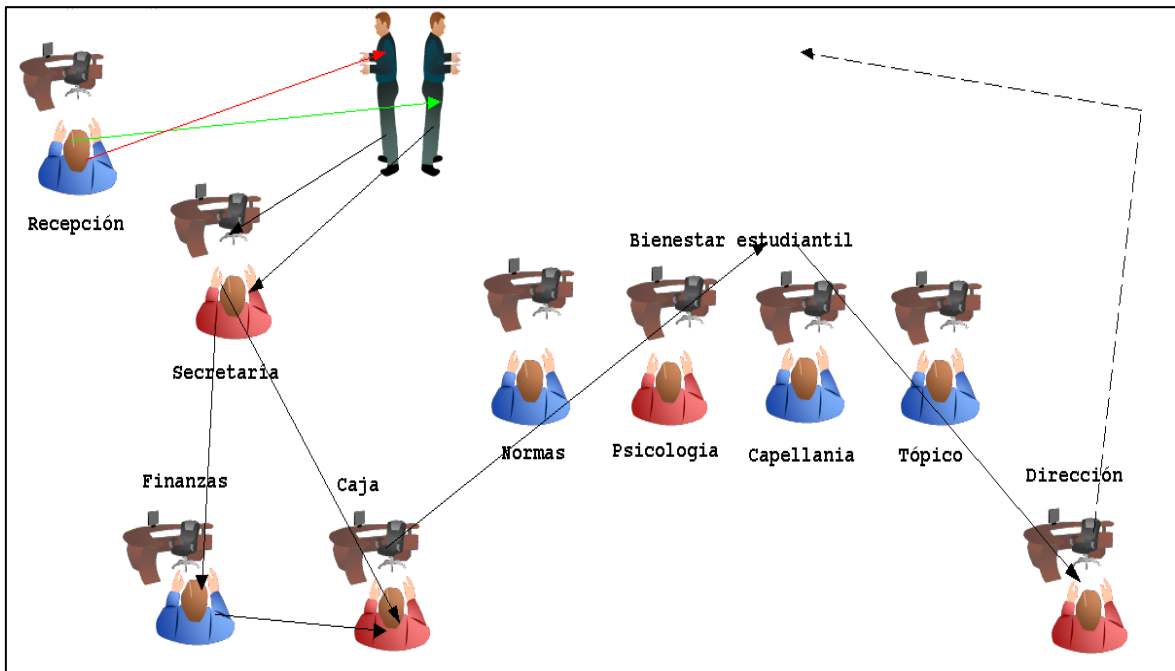 Recepción
Bienestar estudiantil
Secretaria
Normas
Psicologia
Capellania
Tópico
Finanzas
Caja
Dirección